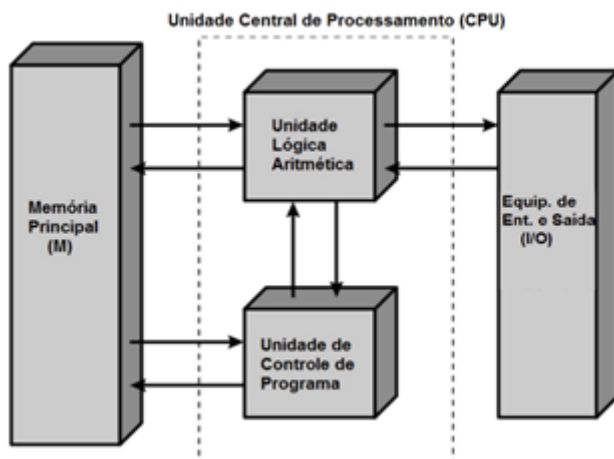 Unidade Central de Processamento (CPU)
Memória
Principal
(M)
Unidade
Lógica
Aritmética
Unidade de
Controle de
Programa
Equip. de
Ent. e Saída
(I/O)